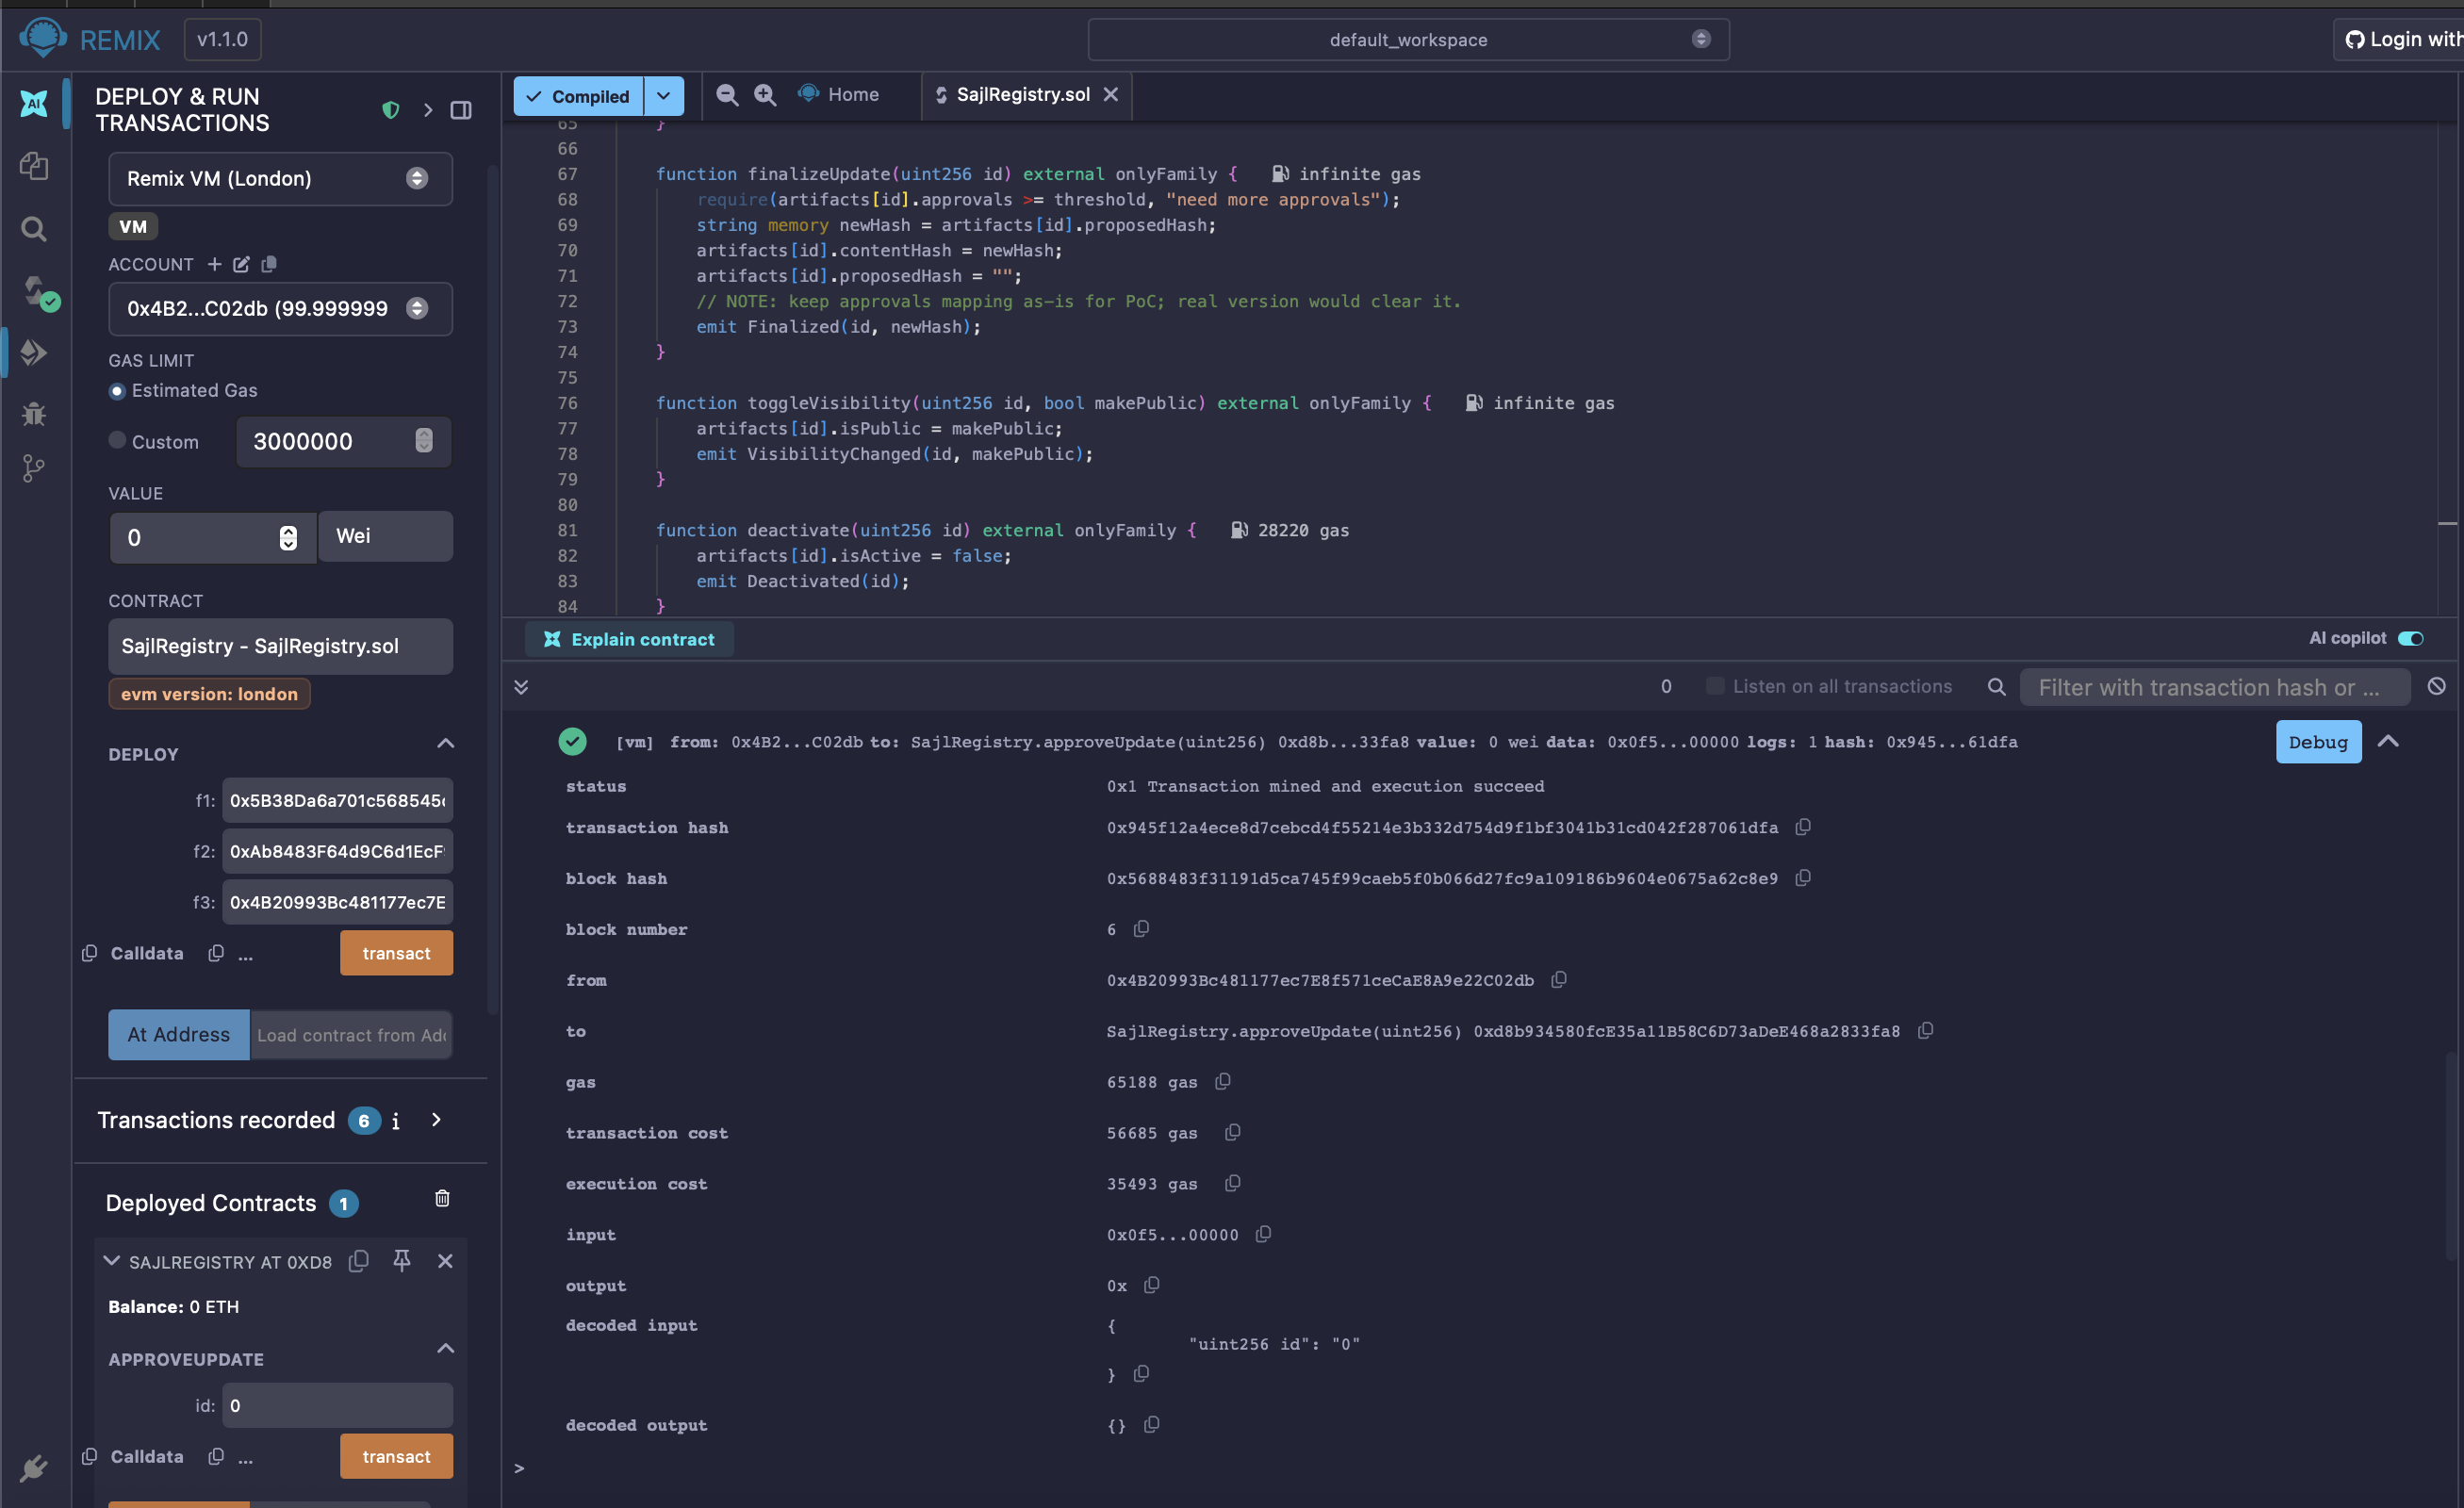 REMIX v1.1.0
default_workspace
Login with
AI
DEPLOY & RUN
TRANSACTIONS
Remix VM (London)
VM
ACCOUNT
0x4B2...C02db (99.999999
GAS LIMIT
Estimated Gas
Custom 3000000
VALUE
0 Wei
CONTRACT
SajlRegistry - SajlRegistry.sol
evm version: london
DEPLOY
f1: 0x5B38Da6a701c568545
f2: 0xAb8483F64d9C6d1EcF
f3: 0x4B20993Bc481177ec7E
Calldata ... transact
At Address Load contract from Add
Transactions recorded 6 i
Deployed Contracts 1
SAJLREGISTRY AT 0XD8
Balance: 0 ETH
APPROVEUPDATE
id: 0
Calldata ... transact
Compiled Home SajlRegistry.sol
65 }
66
67 function finalizeUpdate(uint256 id) external onlyFamily { infinite gas
68 require(artifacts[id].approvals >= threshold, "need more approvals");
69 string memory newHash = artifacts[id].proposedHash;
70 artifacts[id].contentHash = newHash;
71 artifacts[id].proposedHash = "";
72 // NOTE: keep approvals mapping as-is for PoC; real version would clear it.
73 emit Finalized(id, newHash);
74 }
75
76 function toggleVisibility(uint256 id, bool makePublic) external onlyFamily { infinite gas
77 artifacts[id].isPublic = makePublic;
78 emit VisibilityChanged(id, makePublic);
79 }
80
81 function deactivate(uint256 id) external onlyFamily { 28220 gas
82 artifacts[id].isActive = false;
83 emit Deactivated(id);
84 }
Explain contract AI copilot
0 Listen on all transactions Filter with transaction hash or ...
[vm] from: 0x4B2...C02db to: SajlRegistry.approveUpdate(uint256) 0xd8b...33fa8 value: 0 wei data: 0x0f5...00000 logs: 1 hash: 0x945...61dfa Debug
status 0x1 Transaction mined and execution succeed
transaction hash 0x945f12a4ece8d7cebcd4f55214e3b332d754d9f1bf3041b31cd042f287061dfa
block hash 0x5688483f31191d5ca745f99caeb5f0b066d27fc9a109186b9604e0675a62c8e9
block number 6
from 0x4B20993Bc481177ec7E8f571ceCaE8A9e22C02db
to SajlRegistry.approveUpdate(uint256) 0xd8b934580fcE35a11B58C6D73aDeE468a2833fa8
gas 65188 gas
transaction cost 56685 gas
execution cost 35493 gas
input 0x0f5...00000
output 0x
decoded input {
"uint256 id": "0"
}
decoded output {}
>